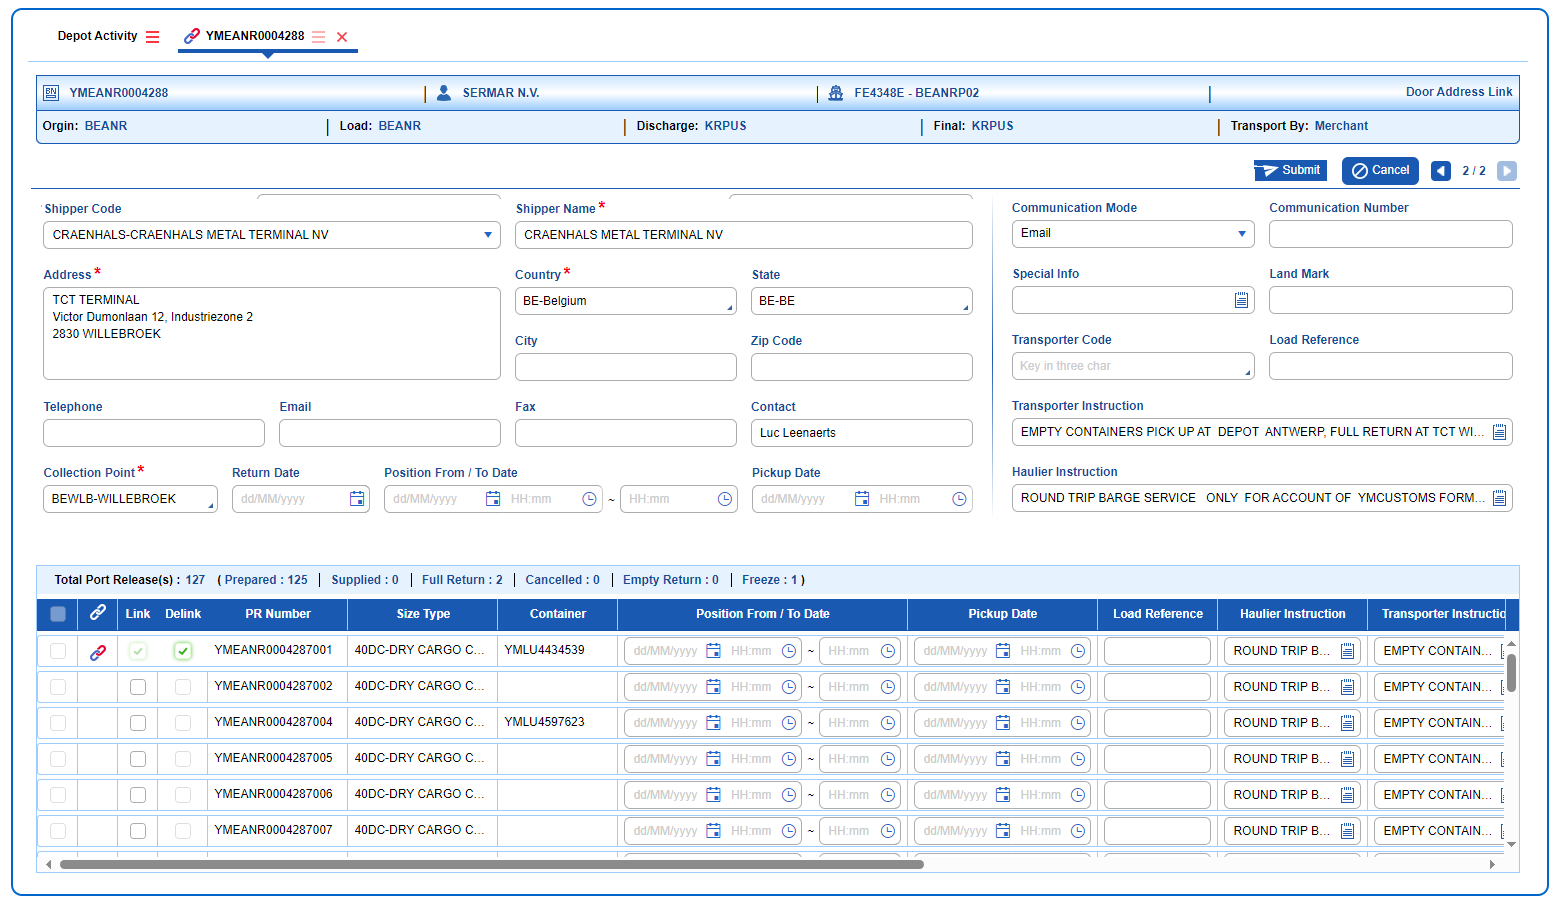 Depot Activity YMEANR0004288
BN YMEANR0004288 SERMAR N.V. FE4348E - BEANRP02 Door Address Link
Orgin: BEANR Load: BEANR Discharge: KRPUS Final: KRPUS Transport By: Merchant
Submit Cancel 2 / 2
Shipper Code Shipper Name * Communication Mode Communication Number
CRAENHALS-CRAENHALS METAL TERMINAL NV CRAENHALS METAL TERMINAL NV Email
Address * Country * State Special Info Land Mark
TCT TERMINAL BE-Belgium BE-BE
Victor Dumonlaan 12, Industriezone 2
2830 WILLEBROEK
City Zip Code Transporter Code Load Reference
Key in three char
Telephone Email Fax Contact Transporter Instruction
Luc Leenaerts EMPTY CONTAINERS PICK UP AT DEPOT ANTWERP, FULL RETURN AT TCT WI...
Collection Point * Return Date Position From / To Date Pickup Date Haulier Instruction
BEWLB-WILLEBROEK dd/MM/yyyy dd/MM/yyyy HH:mm ~ HH:mm dd/MM/yyyy HH:mm ROUND TRIP BARGE SERVICE ONLY FOR ACCOUNT OF YMCUSTOMS FORM...
Total Port Release(s) : 127 ( Prepared : 125 | Supplied : 0 | Full Return : 2 | Cancelled : 0 | Empty Return : 0 | Freeze : 1 )
Link Delink PR Number Size Type Container Position From / To Date Pickup Date Load Reference Haulier Instruction Transporter Instructio
YMEANR0004287001 40DC-DRY CARGO C... YMLU4434539 dd/MM/yyyy HH:mm ~ HH:mm dd/MM/yyyy HH:mm ROUND TRIP B... EMPTY CONTAIN...
YMEANR0004287002 40DC-DRY CARGO C... dd/MM/yyyy HH:mm ~ HH:mm dd/MM/yyyy HH:mm ROUND TRIP B... EMPTY CONTAIN...
YMEANR0004287004 40DC-DRY CARGO C... YMLU4597623 dd/MM/yyyy HH:mm ~ HH:mm dd/MM/yyyy HH:mm ROUND TRIP B... EMPTY CONTAIN...
YMEANR0004287005 40DC-DRY CARGO C... dd/MM/yyyy HH:mm ~ HH:mm dd/MM/yyyy HH:mm ROUND TRIP B... EMPTY CONTAIN...
YMEANR0004287006 40DC-DRY CARGO C... dd/MM/yyyy HH:mm ~ HH:mm dd/MM/yyyy HH:mm ROUND TRIP B... EMPTY CONTAIN...
YMEANR0004287007 40DC-DRY CARGO C... dd/MM/yyyy HH:mm ~ HH:mm dd/MM/yyyy HH:mm ROUND TRIP B... EMPTY CONTAIN...